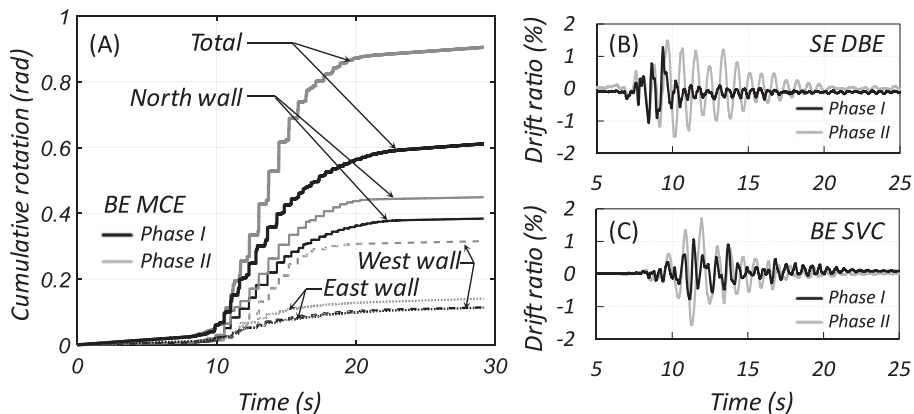 Cumulative rotation (rad)
1
0.8
0.6
0.4
0.2
0
(A)
Total
North wall
BE MCE
Phase I
Phase II
West wall
East wall
0
10
20
30
Time (s)
Drift ratio (%)
2
1
0
-1
-2
(B)
SE DBE
Phase I
Phase II
5
10
15
20
25
Drift ratio (%)
2
1
0
-1
-2
(C)
BE SVC
Phase I
Phase II
5
10
15
20
25
Time (s)